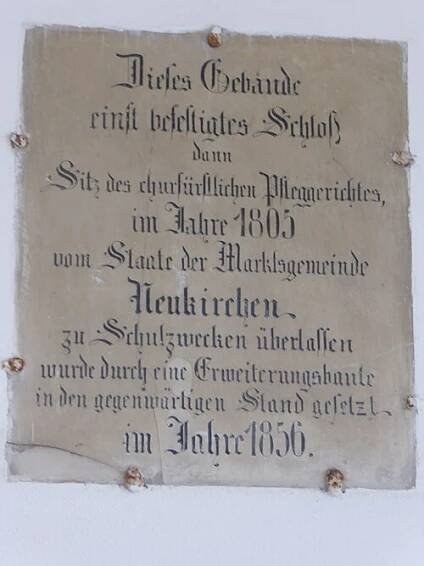 Dieses Gebäude
einst befestigtes Schloß
dann
Sitz des churfürstlichen Pfleggerichtes,
im Jahre 1805
vom Staate der Marktsgemeinde
Neukirchen
zu Schulzwecken überlassen
wurde durch eine Erweiterungsbaute
in den gegenwärtigen Stand gesetzt
im Jahre 1856.